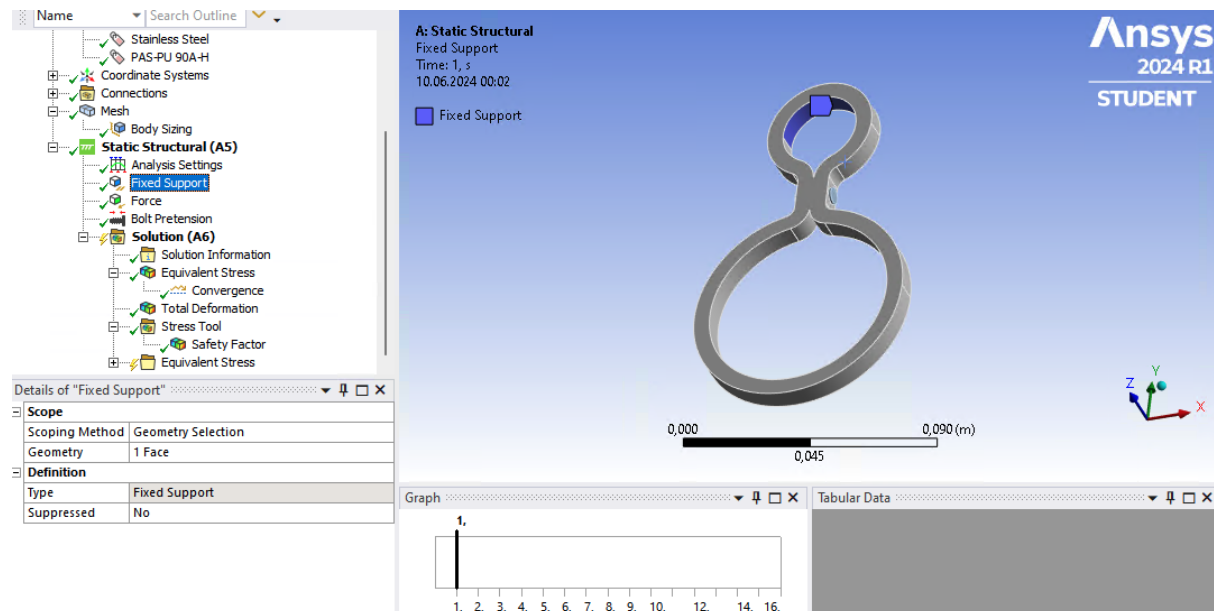 Name
Search Outline
Stainless Steel
PAS-PU 90A-H
Coordinate Systems
Connections
Mesh
Body Sizing
Static Structural (A5)
Analysis Settings
Fixed Support
Force
Bolt Pretension
Solution (A6)
Solution Information
Equivalent Stress
Convergence
Total Deformation
Stress Tool
Safety Factor
Equivalent Stress
Details of "Fixed Support"
Scope
Scoping Method Geometry Selection
Geometry 1 Face
Definition
Type Fixed Support
Suppressed No
A: Static Structural
Fixed Support
Time: 1, s
10.06.2024 00:02
Fixed Support
Ansys
2024 R1
STUDENT
Z Y X
0,000 0,090 (m)
0,045
Graph
1,
1, 2, 3, 4, 5, 6, 7, 8, 9, 10, 12, 14, 16,
Tabular Data